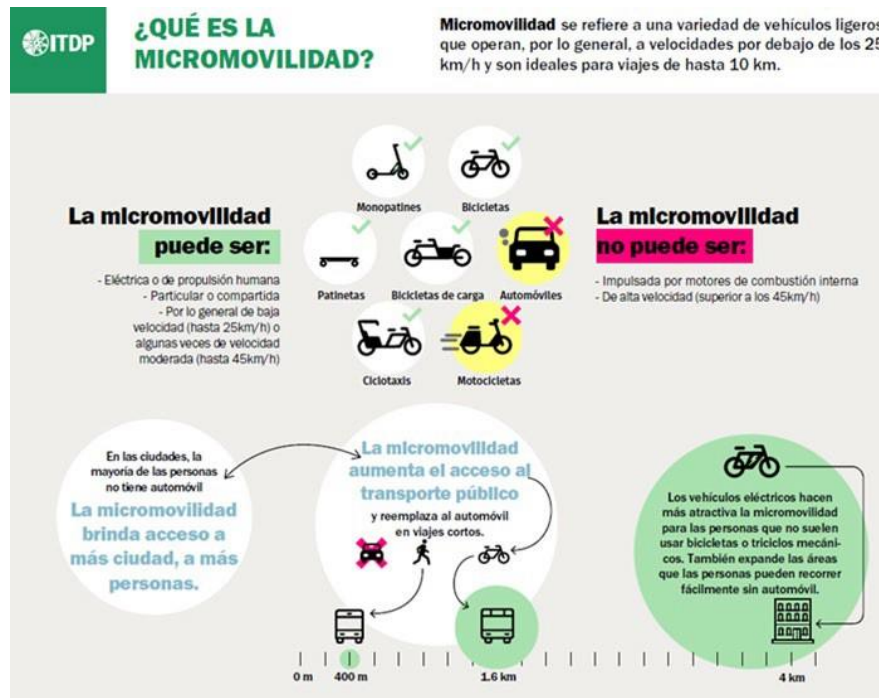 ITDP
¿QUÉ ES LA
MICROMOVILIDAD?
Micromovilidad se refiere a una variedad de vehículos ligeros
que operan, por lo general, a velocidades por debajo de los 25
km/h y son ideales para viajes de hasta 10 km.
Monopatines
Bicicletas
La micromovilidad
puede ser:
- Eléctrica o de propulsión humana
- Particular o compartida
- Por lo general de baja
velocidad (hasta 25km/h) o
algunas veces de velocidad
moderada (hasta 45km/h)
Patinetas
Bicicletas de carga
Automóviles
Ciclotaxis
Motocicletas
La micromovilidad
no puede ser:
- Impulsada por motores de combustión interna
- De alta velocidad (superior a los 45km/h)
En las ciudades, la
mayoría de las personas
no tiene automóvil
La micromovilidad
brinda acceso a
más ciudad, a más
personas.
La micromovilidad
aumenta el acceso al
transporte público
y reemplaza al automóvil
en viajes cortos.
Los vehículos eléctricos hacen
más atractiva la micromovilidad
para las personas que no suelen
usar bicicletas o triciclos mecáni-
cos. También expande las áreas
que las personas pueden recorrer
fácilmente sin automóvil.
0 m
400 m
1.6 km
4 km